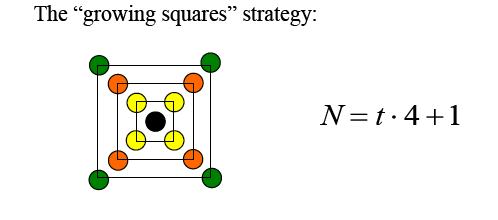 The “growing squares” strategy:
N = t · 4 + 1